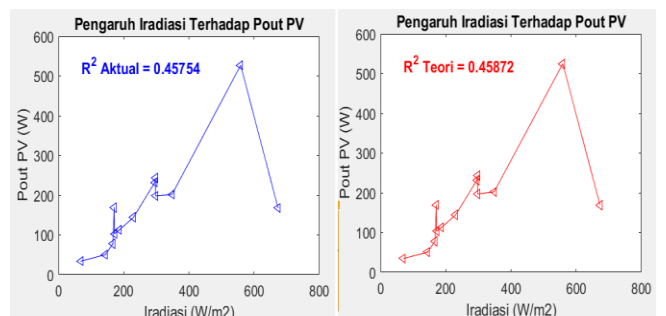 Pengaruh Iradiasi Terhadap Pout PV
R² Aktual = 0.45754
Pout PV (W)
600
500
400
300
200
100
0
0 200 400 600 800
Iradiasi (W/m2)
Pengaruh Iradiasi Terhadap Pout PV
R² Teori = 0.45872
Pout PV (W)
600
500
400
300
200
100
0
0 200 400 600 800
Iradiasi (W/m2)